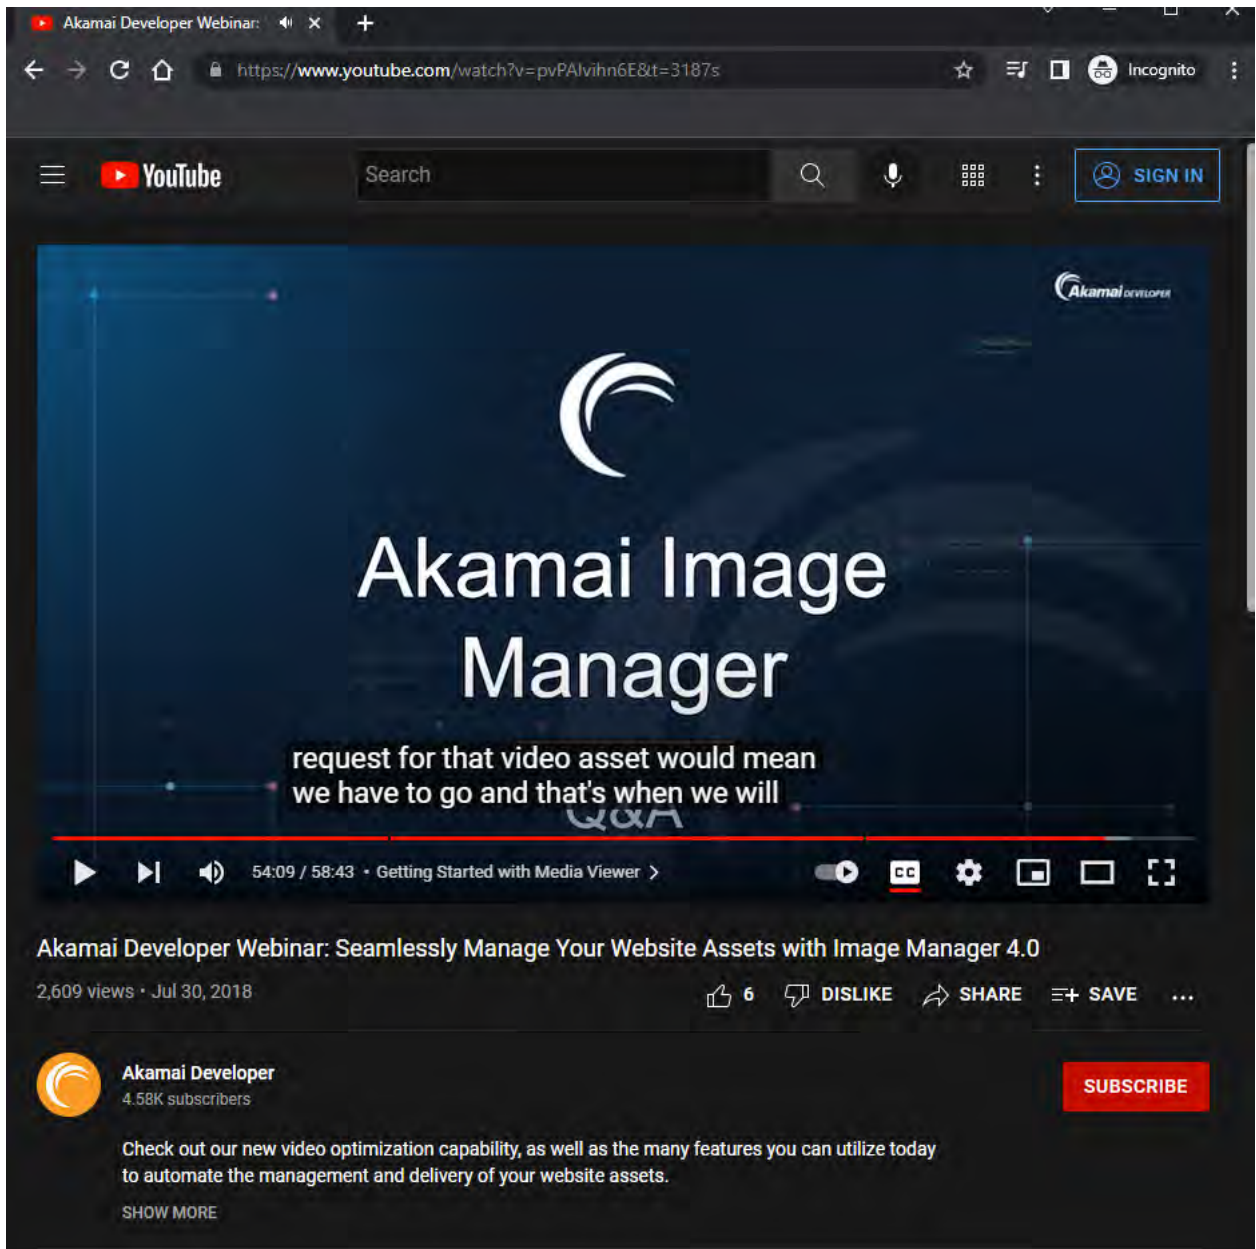 Akamai Developer Webinar:
https://www.youtube.com/watch?v=pvPAlvihn6E&t=3187s
Incognito
YouTube
Search
SIGN IN
Akamai DEVELOPER
Akamai Image
Manager
request for that video asset would mean
we have to go and that's when we will
Q&A
54:09 / 58:43 • Getting Started with Media Viewer
CC
Akamai Developer Webinar: Seamlessly Manage Your Website Assets with Image Manager 4.0
2,609 views • Jul 30, 2018
6 DISLIKE SHARE SAVE ...
Akamai Developer
4.58K subscribers
SUBSCRIBE
Check out our new video optimization capability, as well as the many features you can utilize today
to automate the management and delivery of your website assets.
SHOW MORE